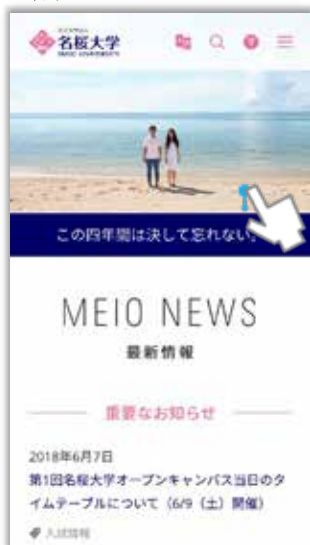 名桜大学
MEIO UNIVERSITY
この四年間は決して忘れない。
MEIO NEWS
最新情報
重要なお知らせ
2018年6月7日
第1回名桜大学オープンキャンパス当日のタ
イムテーブルについて（6/9（土）開催）
入試情報